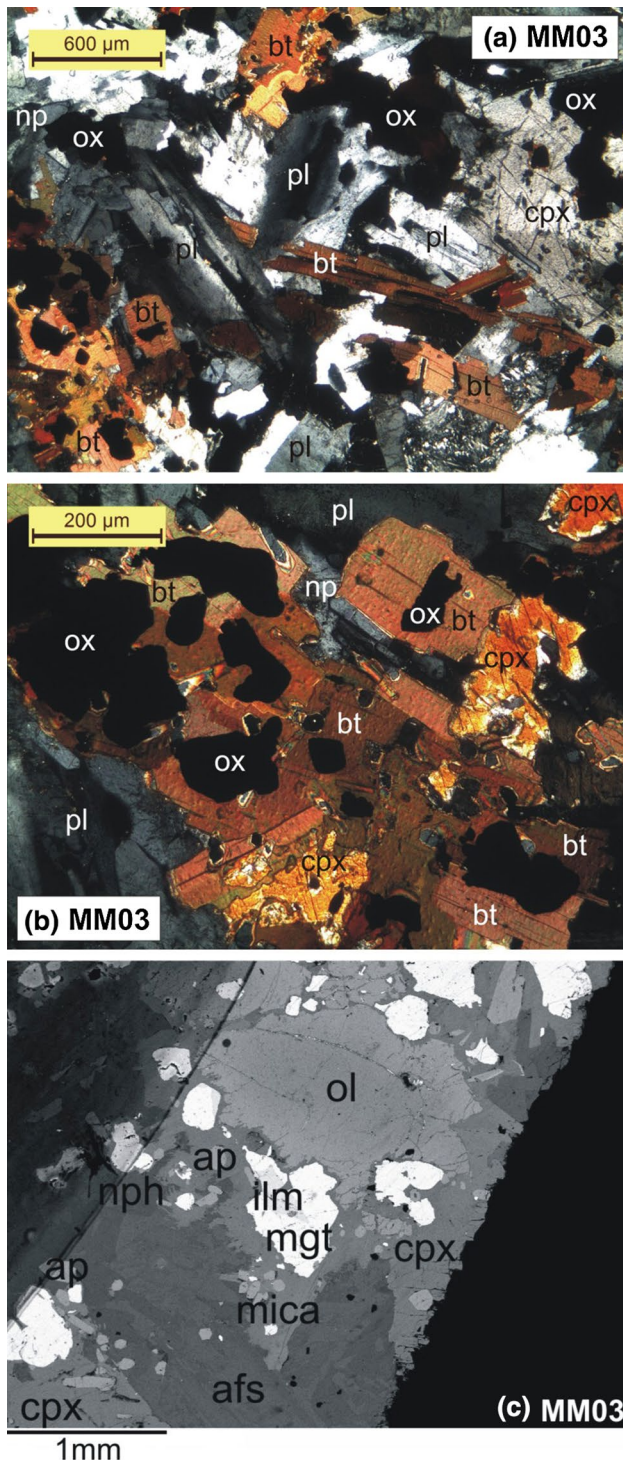 600 µm
bt
(a) MM03
np
ox
ox
ox
pl
cpx
pl
pl
bt
bt
bt
bt
pl
200 µm
pl
cpx
bt
np
ox
ox
bt
cpx
bt
ox
pl
cpx
bt
bt
(b) MM03
ol
ap
nph
ilm
mgt
cpx
ap
mica
afs
cpx
(c) MM03
1mm